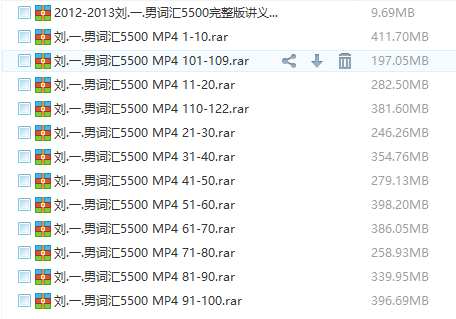 2012-2013刘.一.男词汇5500完整版讲义... 9.69MB
刘.一.男词汇5500 MP4 1-10.rar 411.70MB
刘.一.男词汇5500 MP4 101-109.rar 197.05MB
刘.一.男词汇5500 MP4 11-20.rar 282.50MB
刘.一.男词汇5500 MP4 110-122.rar 381.60MB
刘.一.男词汇5500 MP4 21-30.rar 246.26MB
刘.一.男词汇5500 MP4 31-40.rar 354.76MB
刘.一.男词汇5500 MP4 41-50.rar 279.13MB
刘.一.男词汇5500 MP4 51-60.rar 398.20MB
刘.一.男词汇5500 MP4 61-70.rar 386.05MB
刘.一.男词汇5500 MP4 71-80.rar 258.93MB
刘.一.男词汇5500 MP4 81-90.rar 339.95MB
刘.一.男词汇5500 MP4 91-100.rar 396.69MB